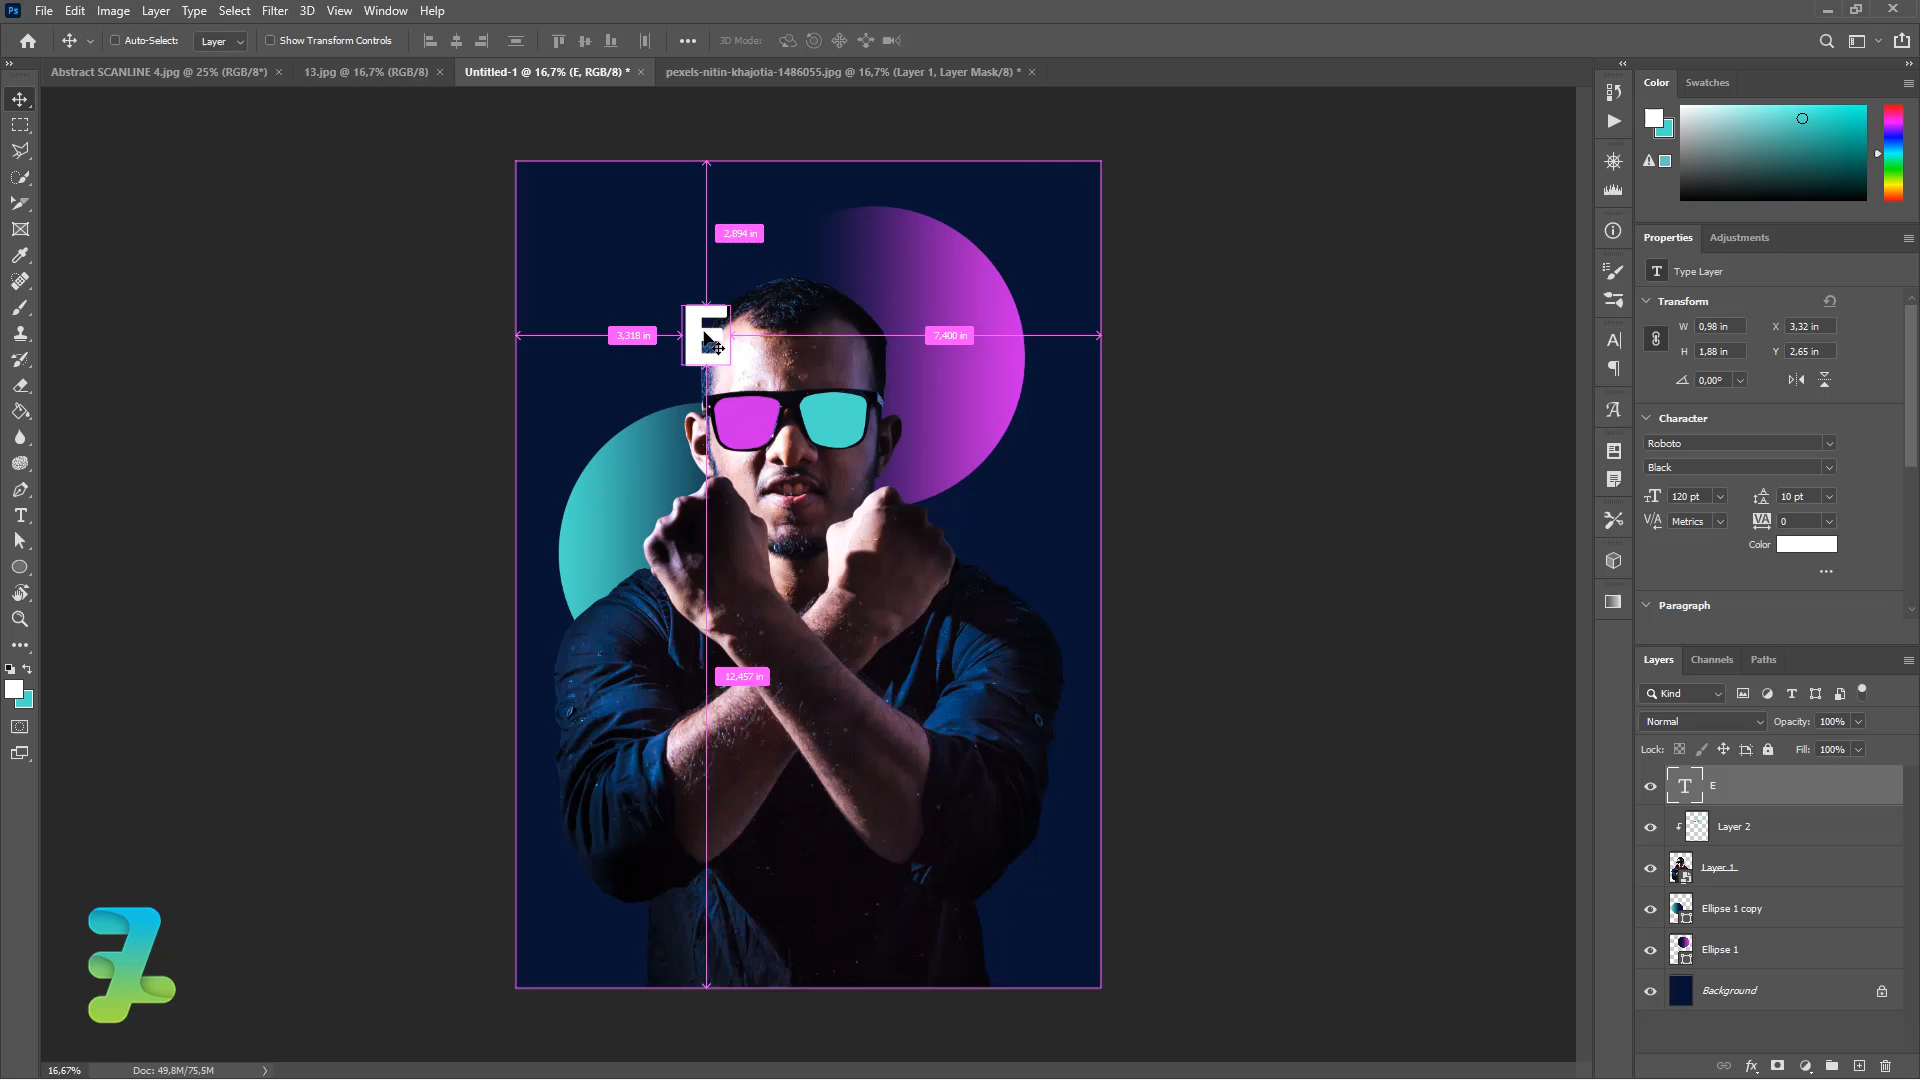 Ps File Edit Image Layer Type Select Filter 3D View Window Help
Auto-Select: Layer Show Transform Controls 3D Mode:
Abstract SCANLINE 4.jpg @ 25% (RGB/8*) × 13.jpg @ 16,7% (RGB/8) × Untitled-1 @ 16,7% (E, RGB/8) * × pexels-nitin-khajotia-1486055.jpg @ 16,7% (Layer 1, Layer Mask/8) * ×
Color Swatches
2,894 in
Properties Adjustments
T Type Layer
Transform
E
3,318 in
7,400 in
W 0,98 in X 3,32 in
H 1,88 in Y 2,65 in
0,00°
Character
Roboto
Black
120 pt 10 pt
Metrics 0
Color
Paragraph
12,457 in
Layers Channels Paths
Kind
Normal Opacity: 100%
Lock: Fill: 100%
T E
Layer 2
Layer 1
Ellipse 1 copy
Ellipse 1
Background
fx
16,67% Doc: 49,8M/75,5M